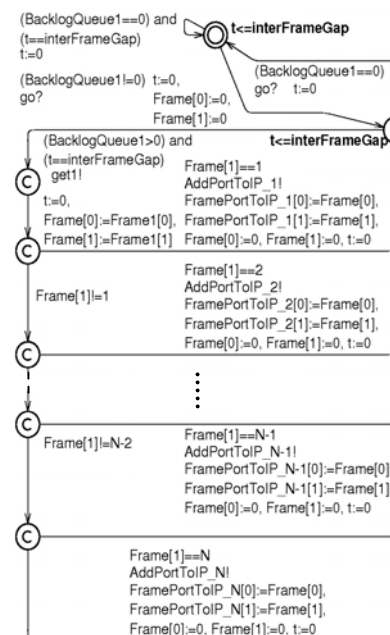 (BacklogQueue1==0) and
(t==interFrameGap)
t:=0
t<=interFrameGap
(BacklogQueue1!=0) t:=0,
go? Frame[0]:=0,
Frame[1]:=0
(BacklogQueue1==0)
go? t:=0
t<=interFrameGap
(BacklogQueue1>0) and
(t==interFrameGap)
get1!
t:=0,
Frame[0]:=Frame1[0],
Frame[1]:=Frame1[1]
C
Frame[1]==1
AddPortToIP_1!
FramePortToIP_1[0]:=Frame[0],
FramePortToIP_1[1]:=Frame[1],
Frame[0]:=0, Frame[1]:=0, t:=0
C
Frame[1]!=1
Frame[1]==2
AddPortToIP_2!
FramePortToIP_2[0]:=Frame[0],
FramePortToIP_2[1]:=Frame[1],
Frame[0]:=0, Frame[1]:=0, t:=0
C
C
Frame[1]!=N-2
Frame[1]==N-1
AddPortToIP_N-1!
FramePortToIP_N-1[0]:=Frame[0]
FramePortToIP_N-1[1]:=Frame[1]
Frame[0]:=0, Frame[1]:=0, t:=0
C
Frame[1]==N
AddPortToIP_N!
FramePortToIP_N[0]:=Frame[0],
FramePortToIP_N[1]:=Frame[1],
Frame[0]:=0, Frame[1]:=0, t:=0